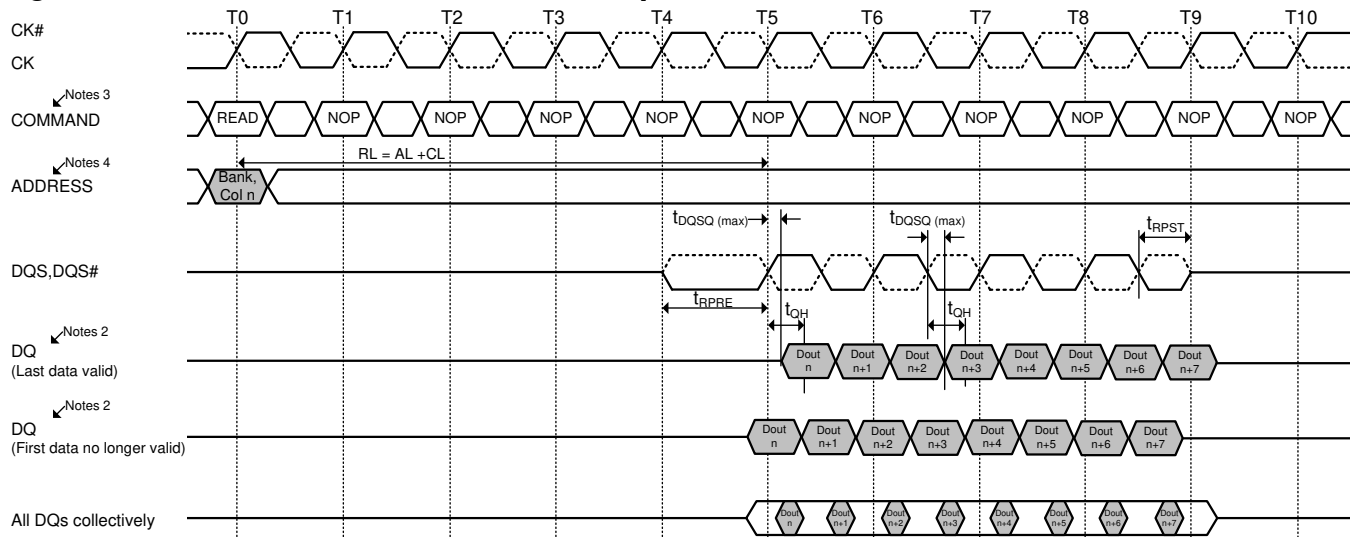 T0 T1 T2 T3 T4 T5 T6 T7 T8 T9 T10
CK#
CK
Notes 3
COMMAND
READ NOP NOP NOP NOP NOP NOP NOP NOP NOP NOP
Notes 4
RL = AL +CL
ADDRESS
Bank,
Col n
tDQSQ (max) tDQSQ (max) tRPST
DQS,DQS#
tRPRE
tQH tQH
Notes 2
DQ
(Last data valid)
Dout n Dout n+1 Dout n+2 Dout n+3 Dout n+4 Dout n+5 Dout n+6 Dout n+7
Notes 2
DQ
(First data no longer valid)
Dout n Dout n+1 Dout n+2 Dout n+3 Dout n+4 Dout n+5 Dout n+6 Dout n+7
All DQs collectively
Dout n Dout n+1 Dout n+2 Dout n+3 Dout n+4 Dout n+5 Dout n+6 Dout n+7